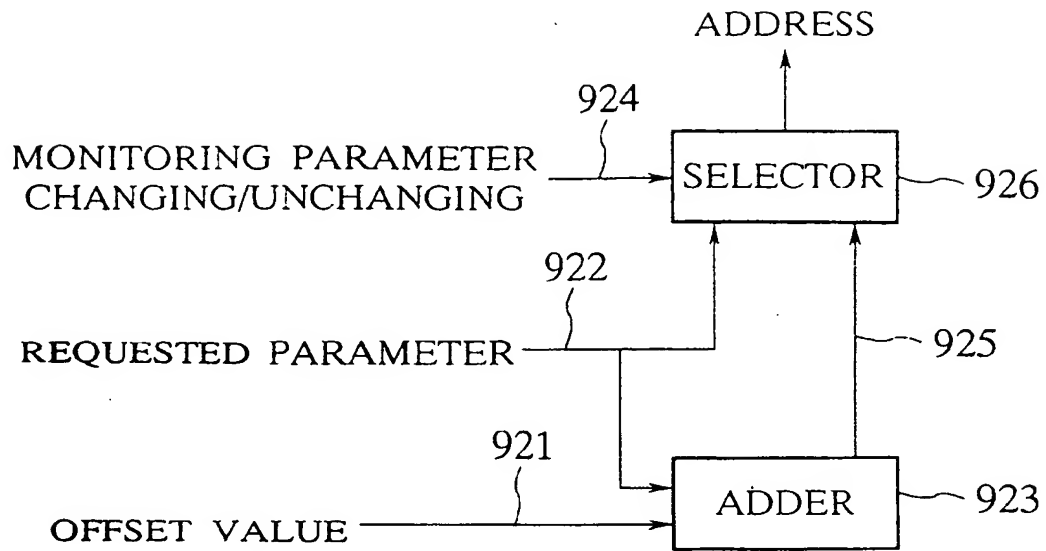 ADDRESS
924
MONITORING PARAMETER
CHANGING/UNCHANGING
SELECTOR
926
922
REQUESTED PARAMETER
925
921
OFFSET VALUE
ADDER
923